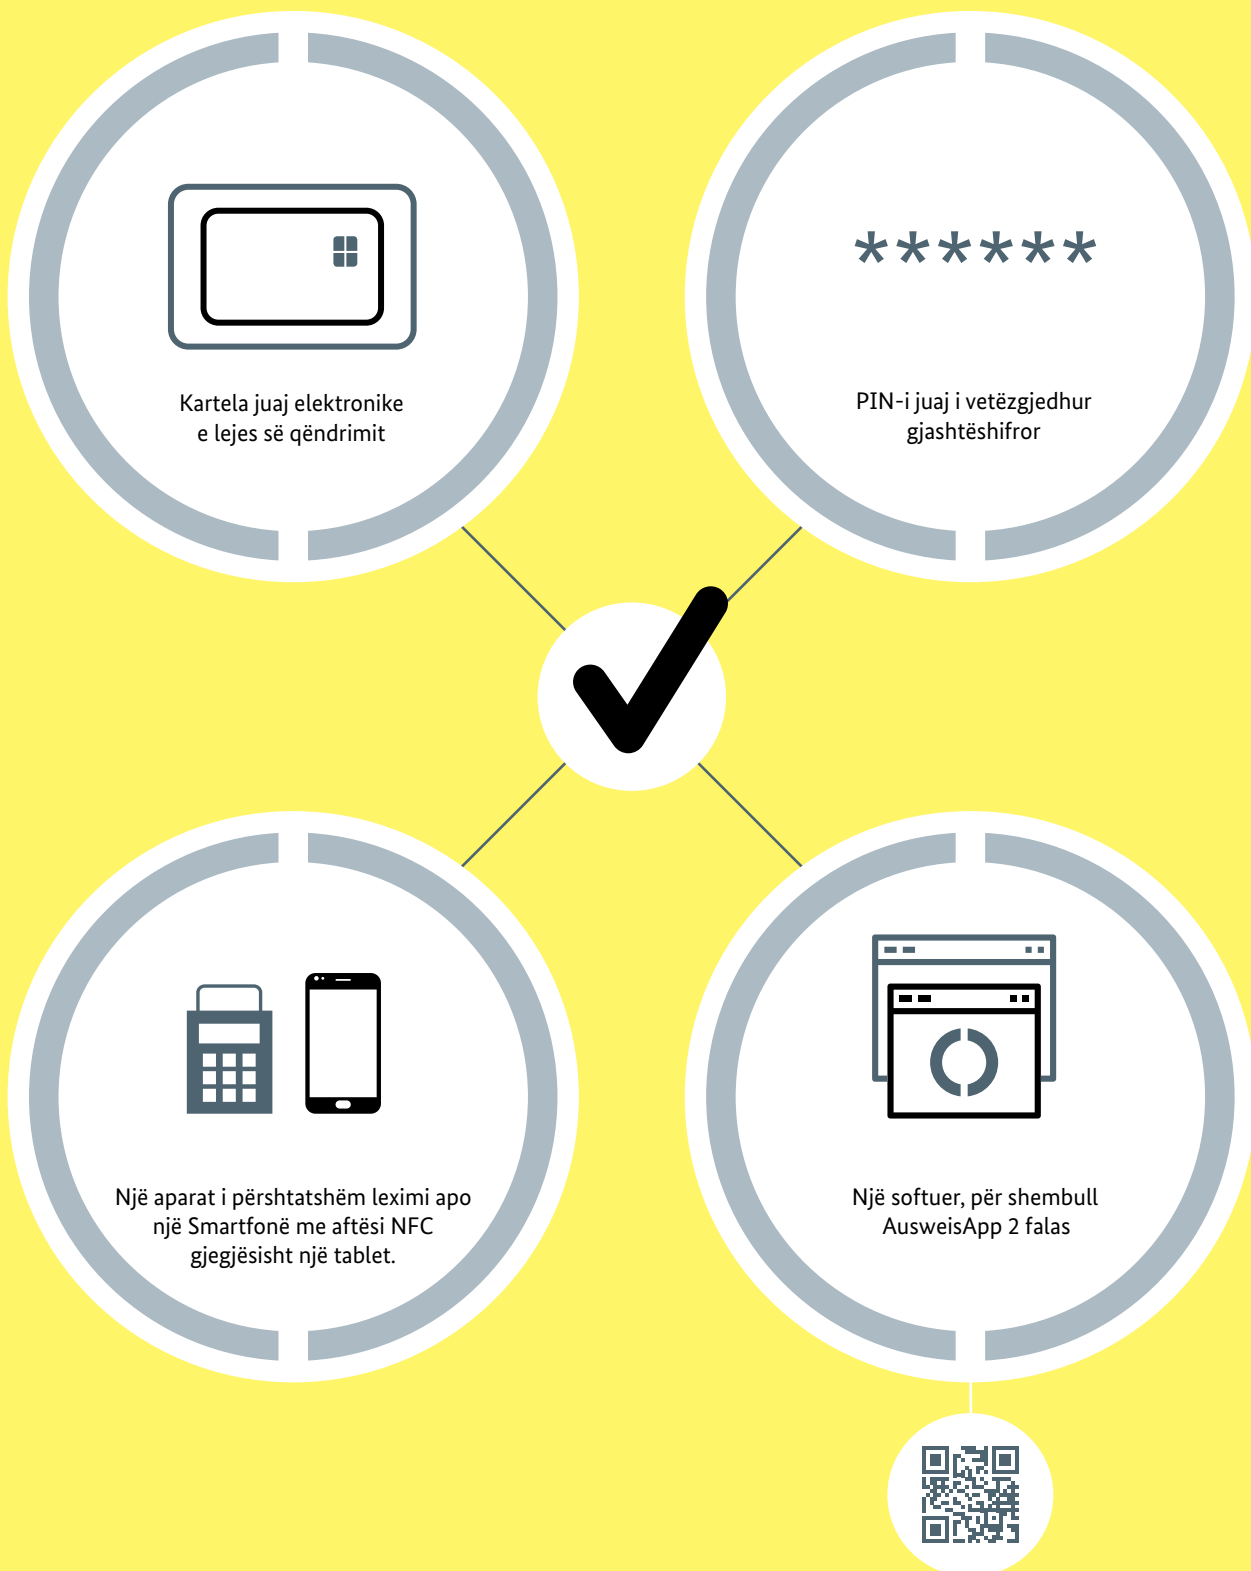 Kartela juaj elektronike
e lejes së qëndrimit
******
PIN-i juaj i vetëzgjedhur
gjashtëshifror
Një aparat i përshtatshëm leximi apo
një Smartfonë me aftësi NFC
gjegjësisht një tablet.
Një softuer, për shembull
AusweisApp 2 falas